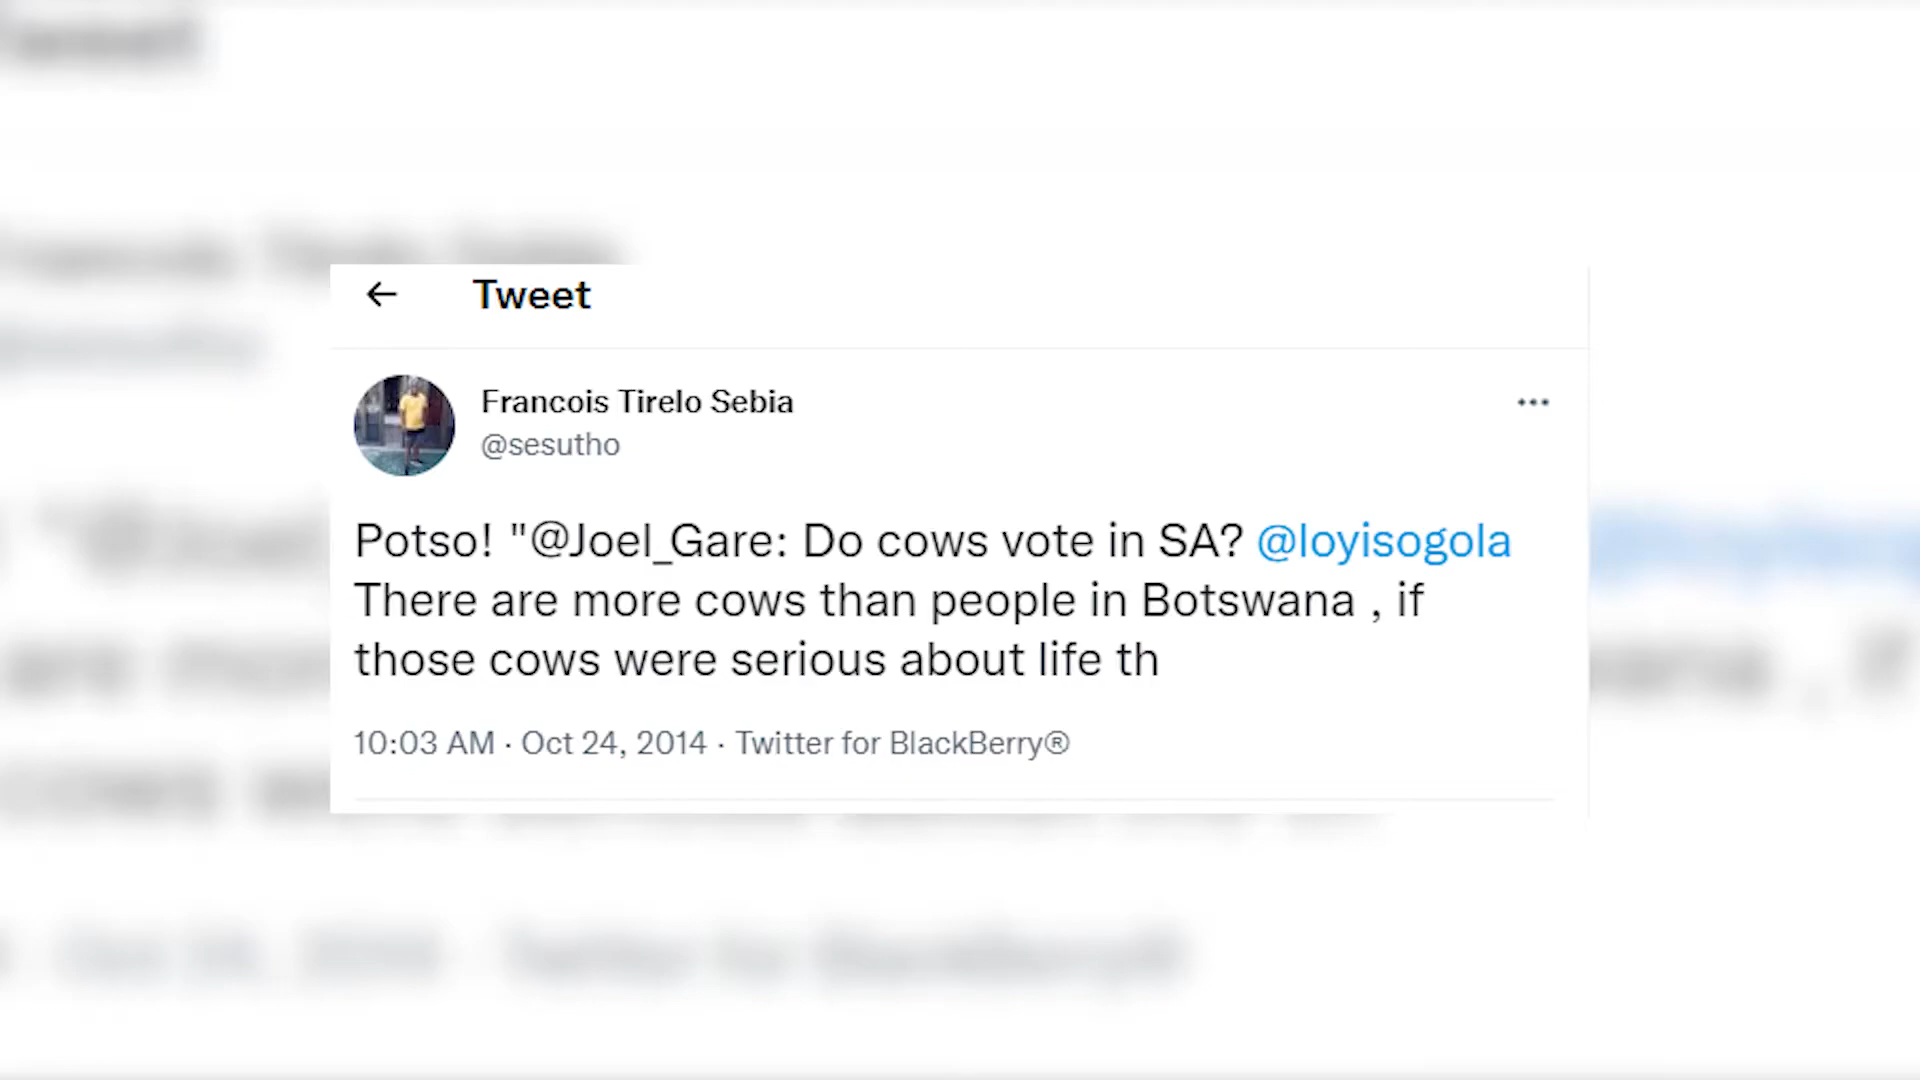 Tweet
Francois Tirelo Sebia
@sesutho
Potso! "@Joel_Gare: Do cows vote in SA? @loyisogola
There are more cows than people in Botswana , if
those cows were serious about life th
10:03 AM · Oct 24, 2014 · Twitter for BlackBerry®